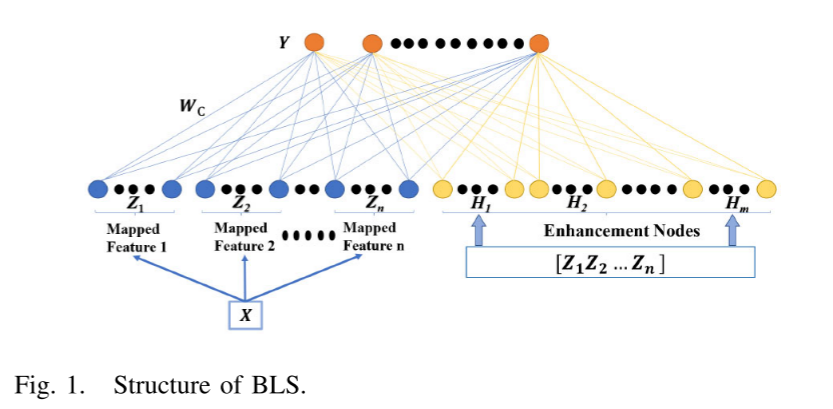 Y
W_C
Z_1 Z_2 Z_n H_1 H_2 H_m
Mapped Feature 1
Mapped Feature 2
Mapped Feature n
Enhancement Nodes
[Z_1 Z_2 ... Z_n]
X
Fig. 1. Structure of BLS.